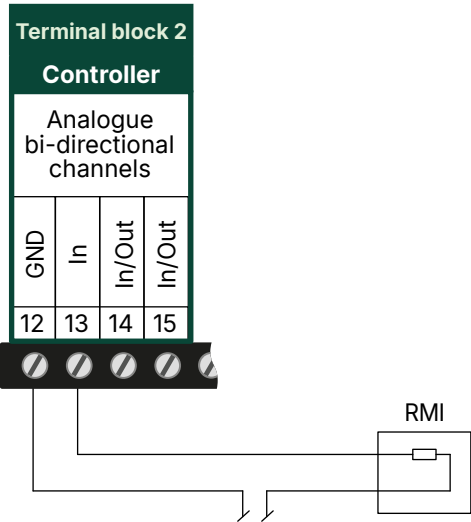 Terminal block 2
Controller
Analogue
bi-directional
channels
GND
In
In/Out
In/Out
12 13 14 15
RMI